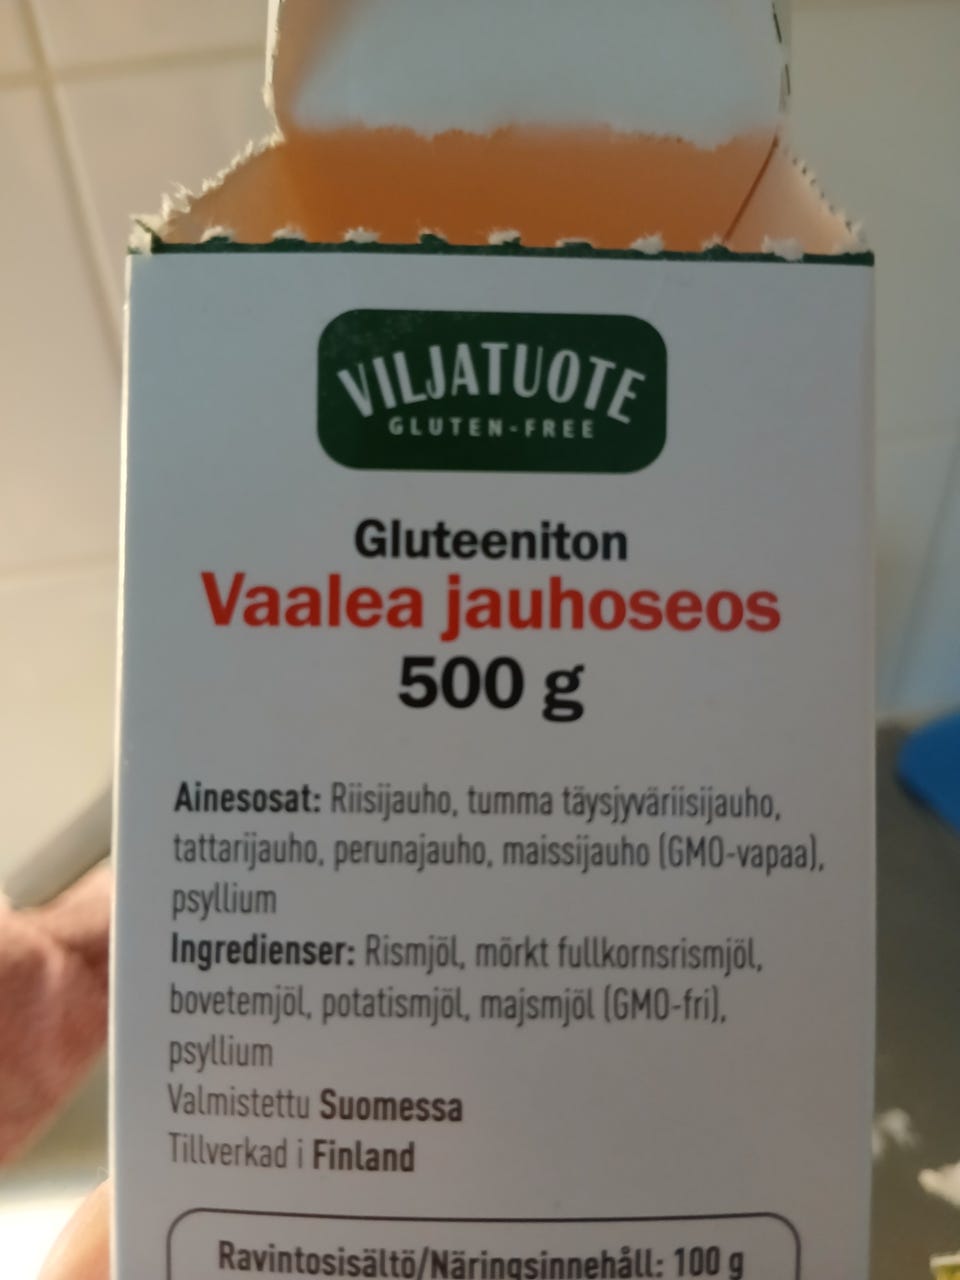 VILJATUOTE
GLUTEN-FREE
Gluteeniton
Vaalea jauhoseos
500 g
Ainesosat: Riisijauho, tumma täysjyväriisijauho,
tattarijauho, perunajauho, maissijauho (GMO-vapaa),
psyllium
Ingredienser: Rismjöl, mörkt fullkornsrismjöl,
bovetemjöl, potatismjöl, majsmjöl (GMO-fri),
psyllium
Valmistettu Suomessa
Tillverkad i Finland
Ravintosisältö/Näringsinnehåll: 100 g